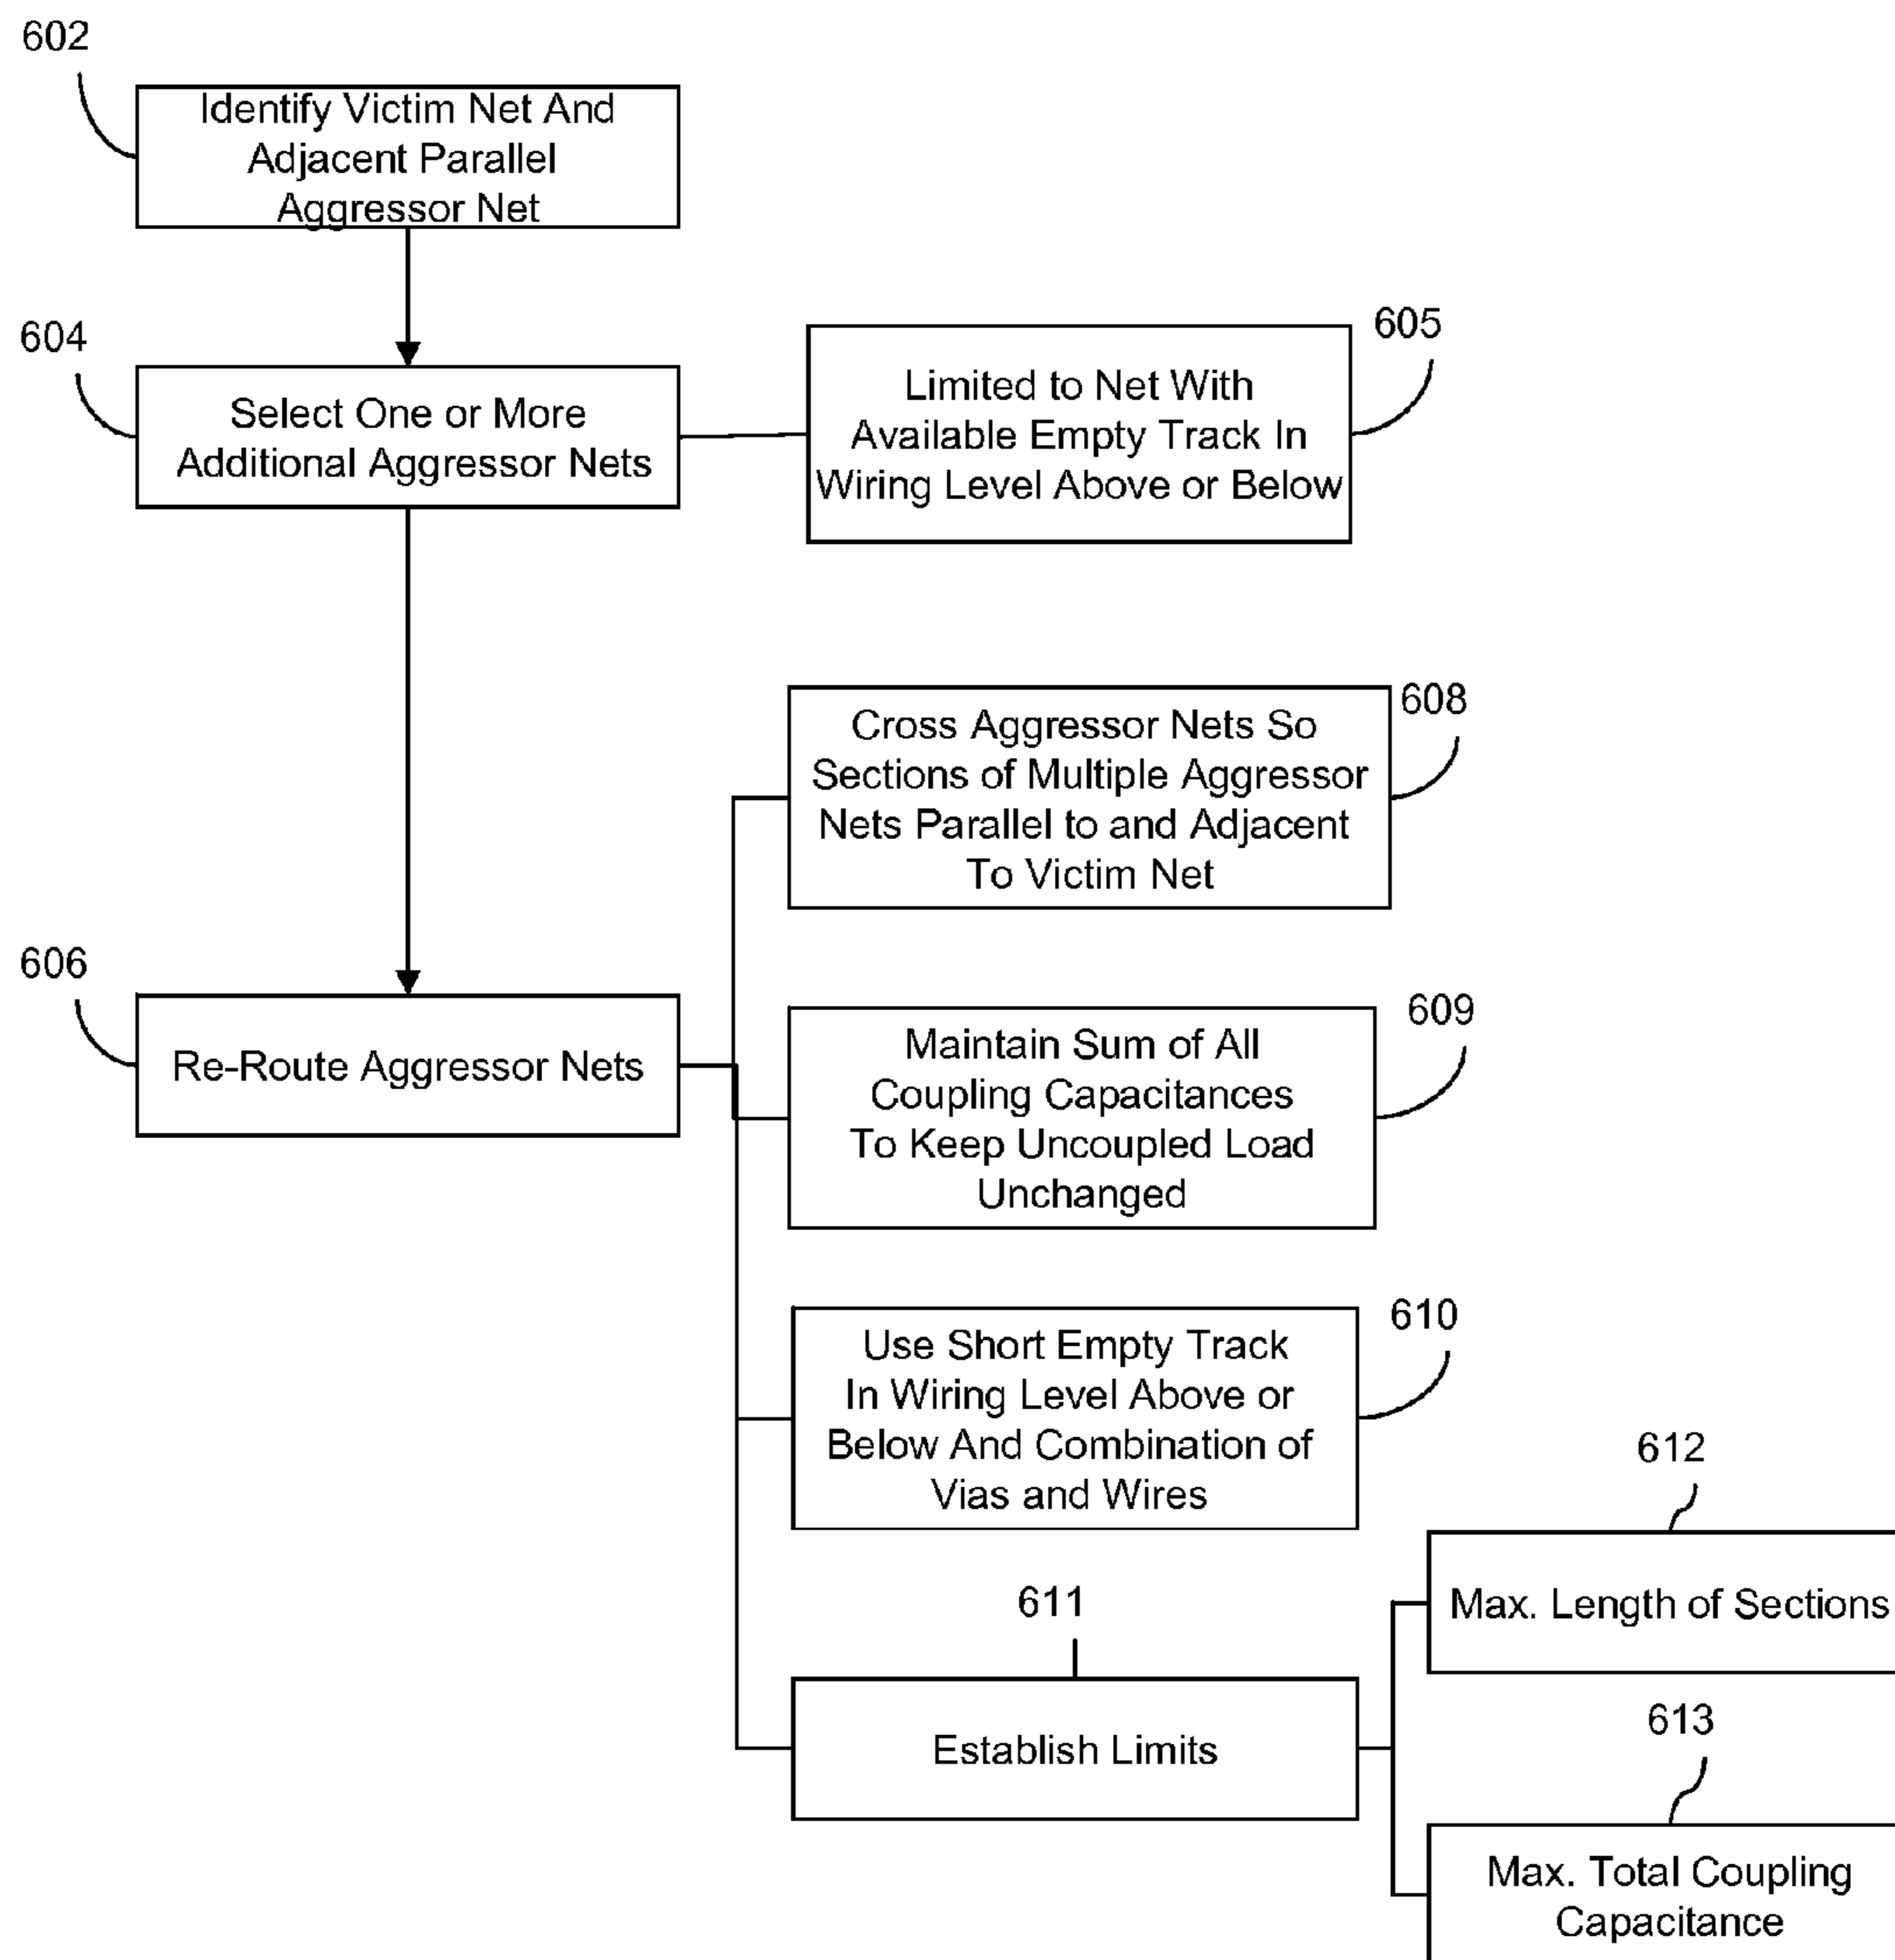 602
Identify Victim Net And
Adjacent Parallel
Aggressor Net
604
Select One or More
Additional Aggressor Nets
605
Limited to Net With
Available Empty Track In
Wiring Level Above or Below
606
Re-Route Aggressor Nets
608
Cross Aggressor Nets So
Sections of Multiple Aggressor
Nets Parallel to and Adjacent
To Victim Net
609
Maintain Sum of All
Coupling Capacitances
To Keep Uncoupled Load
Unchanged
610
Use Short Empty Track
In Wiring Level Above or
Below And Combination of
Vias and Wires
611
Establish Limits
612
Max. Length of Sections
613
Max. Total Coupling
Capacitance